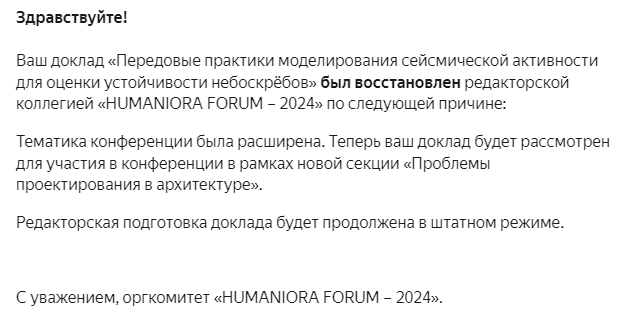 Здравствуйте!
Ваш доклад «Передовые практики моделирования сейсмической активности
для оценки устойчивости небоскрёбов» был восстановлен редакторской
коллегией «HUMANIORA FORUM – 2024» по следующей причине:
Тематика конференции была расширена. Теперь ваш доклад будет рассмотрен
для участия в конференции в рамках новой секции «Проблемы
проектирования в архитектуре».
Редакторская подготовка доклада будет продолжена в штатном режиме.
С уважением, оргкомитет «HUMANIORA FORUM – 2024».